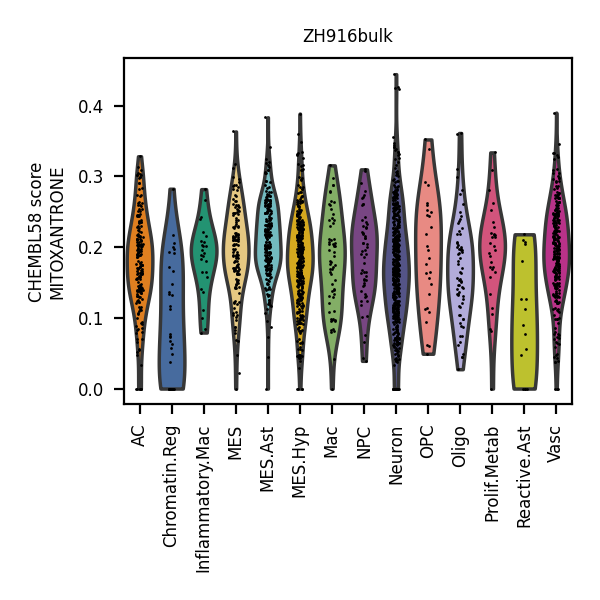 ZH916bulk
CHEMBL58 score
MITOXANTRONE
0.4
0.3
0.2
0.1
0.0
AC
Chromatin.Reg
Inflammatory.Mac
MES
MES.Ast
MES.Hyp
Mac
NPC
Neuron
OPC
Oligo
Prolif.Metab
Reactive.Ast
Vasc